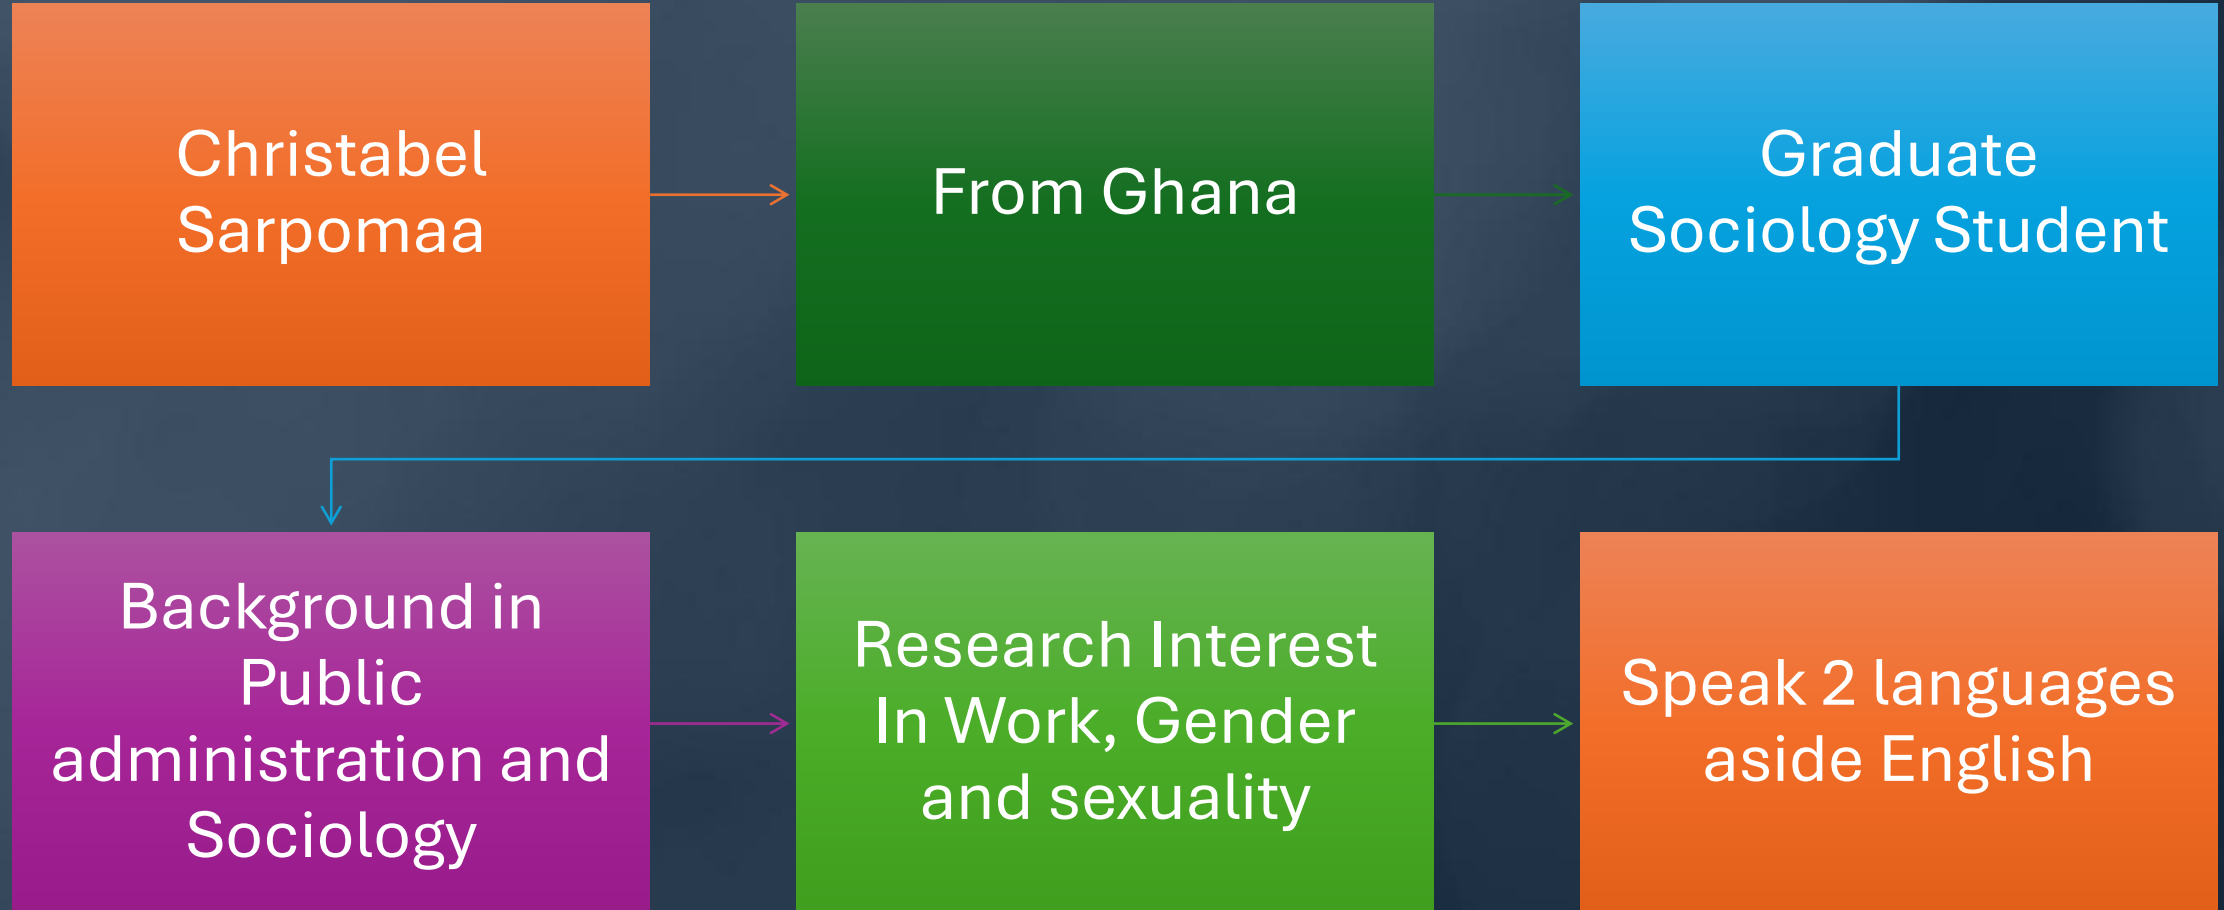 Christabel
Sarpomaa
From Ghana
Graduate
Sociology Student
Background in
Public
administration and
Sociology
Research Interest
In Work, Gender
and sexuality
Speak 2 languages
aside English